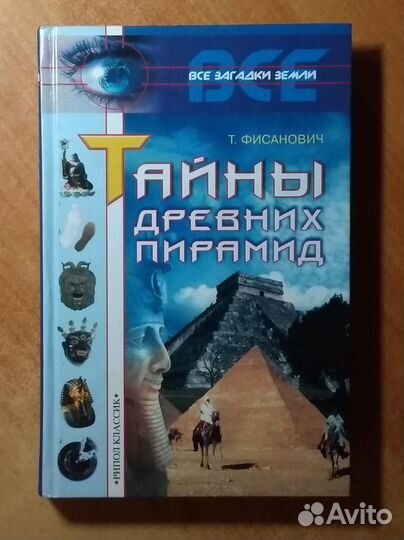 ВСЕ ЗАГАДКИ ЗЕМЛИ
ВСЕ
Т. ФИСАНОВИЧ
ТАЙНЫ
ДРЕВНИХ
ПИРАМИД
•РИПОЛ КЛАССИК•
Avito